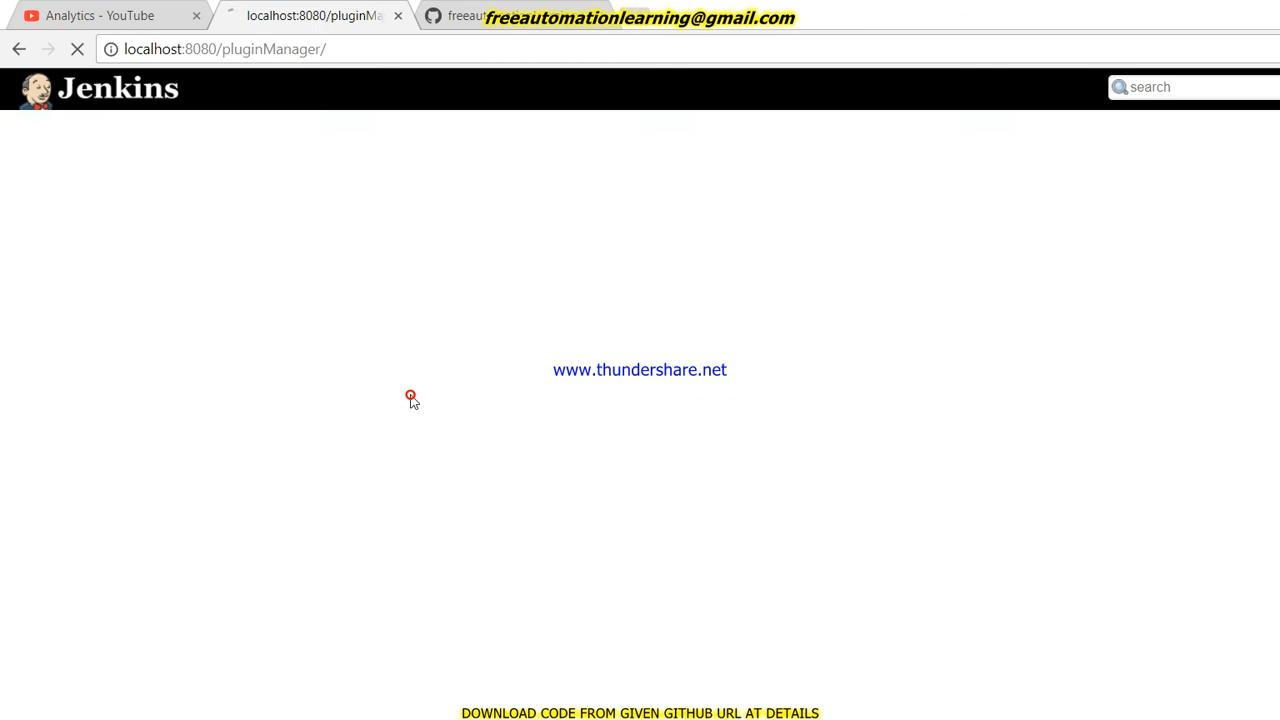 Analytics - YouTube
localhost:8080/pluginMa
freeaut
freeautomationlearning@gmail.com
localhost:8080/pluginManager/
Jenkins
search
www.thundershare.net
DOWNLOAD CODE FROM GIVEN GITHUB URL AT DETAILS